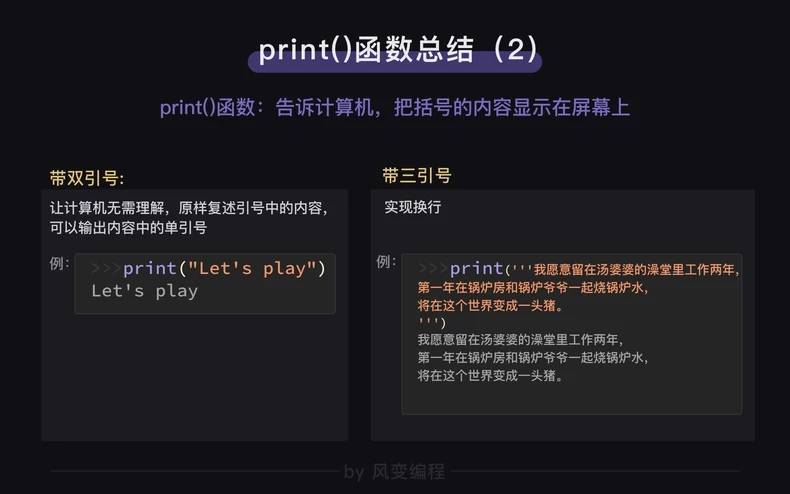 print()函数总结（2）
print()函数：告诉计算机，把括号的内容显示在屏幕上
带双引号:
让计算机无需理解，原样复述引号中的内容，
可以输出内容中的单引号
例：
>>>print("Let's play")
Let's play
带三引号
实现换行
例：
>>>print('''我愿意留在汤婆婆的澡堂里工作两年，
第一年在锅炉房和锅炉爷爷一起烧锅炉水，
将在这个世界变成一头猪。
''')
我愿意留在汤婆婆的澡堂里工作两年，
第一年在锅炉房和锅炉爷爷一起烧锅炉水，
将在这个世界变成一头猪。
by 风变编程